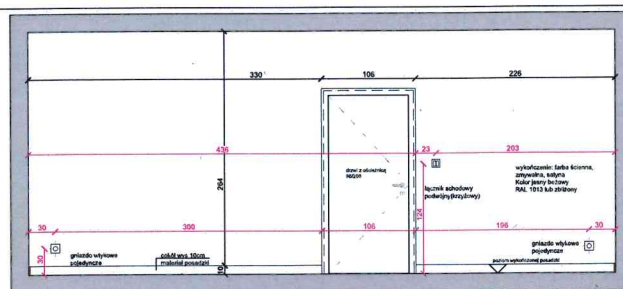 330
106
226
436
23
203
drzwi z ościeżnicą
90/200
wykończenie: farba ścienna,
zmywalna, satyna
Kolor jasny beżowy
RAL 1013 lub zbliżony
łącznik schodowy
podwójny(krzyżowy)
264
124
30
300
106
196
30
30
gniazdo wtykowe
pojedyncze
cokół wys 10cm
materiał posadzki
10
gniazdo wtykowe
pojedyncze
poziom wykończonej posadzki